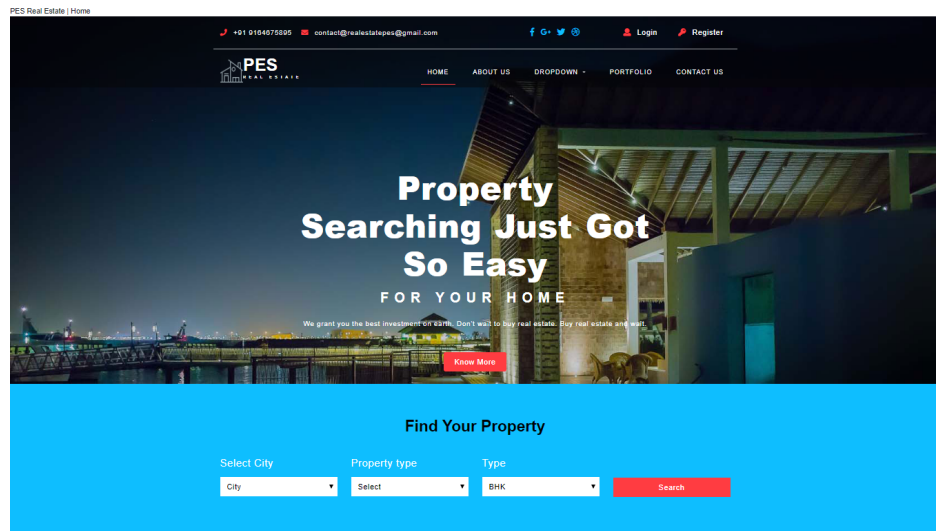 PES Real Estate | Home
+91 9164675895 contact@realestatepes@gmail.com Login Register
PES
REAL ESTATE
HOME ABOUT US DROPDOWN PORTFOLIO CONTACT US
Property
Searching Just Got
So Easy
FOR YOUR HOME
We grant you the best investment on earth. Don't wait to buy real estate. Buy real estate and wait.
Know More
Find Your Property
Select City Property type Type
City Select BHK Search